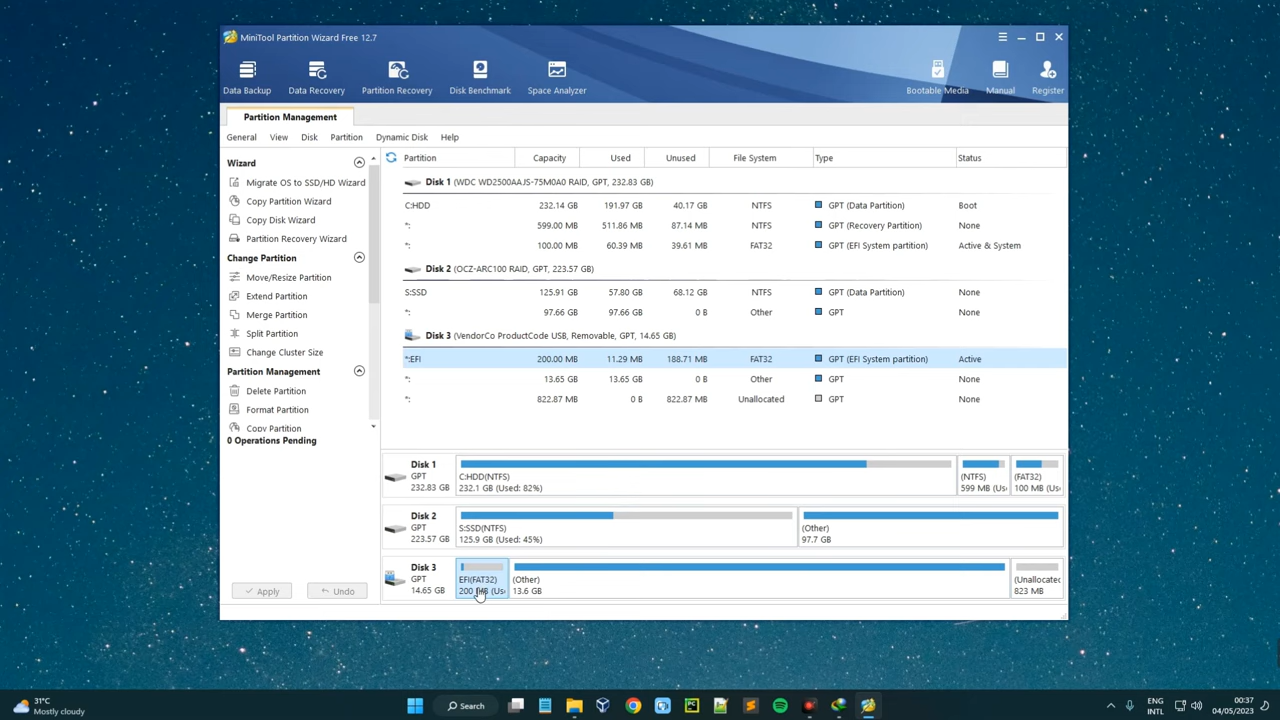 MiniTool Partition Wizard Free 12.7
Data Backup
Data Recovery
Partition Recovery
Disk Benchmark
Space Analyzer
Bootable Media
Manual
Register
Partition Management
General View Disk Partition Dynamic Disk Help
Wizard
Migrate OS to SSD/HD Wizard
Copy Partition Wizard
Copy Disk Wizard
Partition Recovery Wizard
Change Partition
Move/Resize Partition
Extend Partition
Merge Partition
Split Partition
Change Cluster Size
Partition Management
Delete Partition
Format Partition
Copy Partition
0 Operations Pending
Apply
Undo
Partition Capacity Used Unused File System Type Status
Disk 1 (WDC WD2500AAJS-75M0A0 RAID, GPT, 232.83 GB)
C:HDD 232.14 GB 191.97 GB 40.17 GB NTFS GPT (Data Partition) Boot
*: 599.00 MB 511.86 MB 87.14 MB NTFS GPT (Recovery Partition) None
*: 100.00 MB 60.39 MB 39.61 MB FAT32 GPT (EFI System partition) Active & System
Disk 2 (OCZ-ARC100 RAID, GPT, 223.57 GB)
S:SSD 125.91 GB 57.80 GB 68.12 GB NTFS GPT (Data Partition) None
*: 97.66 GB 97.66 GB 0 B Other GPT None
Disk 3 (VendorCo ProductCode USB, Removable, GPT, 14.65 GB)
*:EFI 200.00 MB 11.29 MB 188.71 MB FAT32 GPT (EFI System partition) Active
*: 13.65 GB 13.65 GB 0 B Other GPT None
*: 822.87 MB 0 B 822.87 MB Unallocated GPT None
Disk 1
GPT
232.83 GB
C:HDD(NTFS)
232.1 GB (Used: 82%)
(NTFS)
599 MB (Us
(FAT32)
100 MB (Us
Disk 2
GPT
223.57 GB
S:SSD(NTFS)
125.9 GB (Used: 45%)
(Other)
97.7 GB
Disk 3
GPT
14.65 GB
EFI(FAT32)
200 MB (Us
(Other)
13.6 GB
(Unallocated
823 MB
31°C
Mostly cloudy
Search
ENG
INTL
00:37
04/05/2023